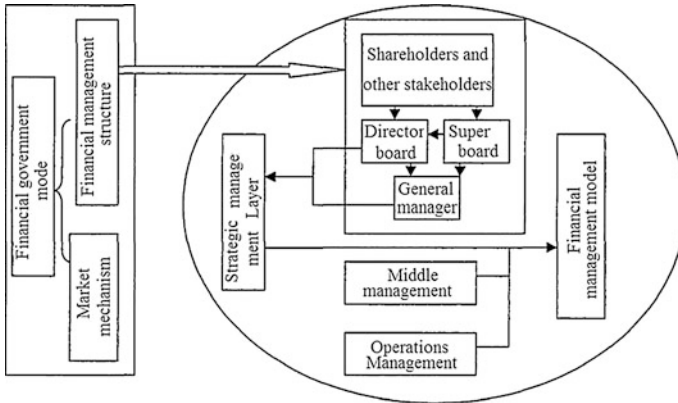 Financial government
mode
Financial management
structure
Market
mechanism
Shareholders and
other stakeholders
Director
board
Super
board
General
manager
Strategic manage
ment Layer
Middle
management
Operations
Management
Financial
management model